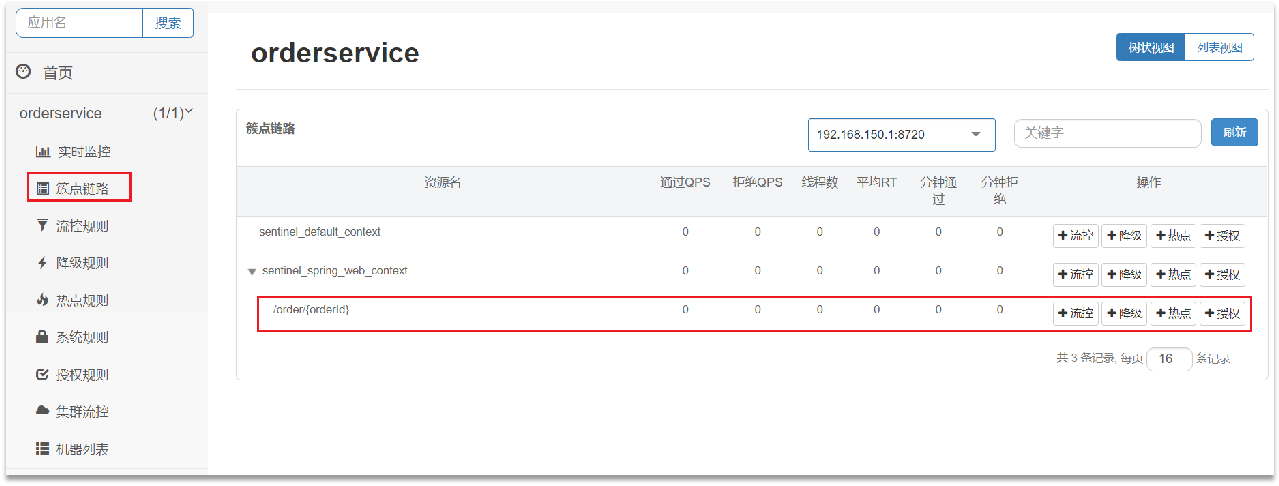 应用名 搜索
首页
orderservice (1/1)
实时监控
簇点链路
流控规则
降级规则
热点规则
系统规则
授权规则
集群流控
机器列表
orderservice
树状视图 列表视图
簇点链路 192.168.150.1:8720 关键字 刷新
资源名 通过QPS 拒绝QPS 线程数 平均RT 分钟通过 分钟拒绝 操作
sentinel_default_context 0 0 0 0 0 0 +流控 +降级 +热点 +授权
sentinel_spring_web_context 0 0 0 0 0 0 +流控 +降级 +热点 +授权
/order/{orderId} 0 0 0 0 0 0 +流控 +降级 +热点 +授权
共 3 条记录, 每页 16 条记录